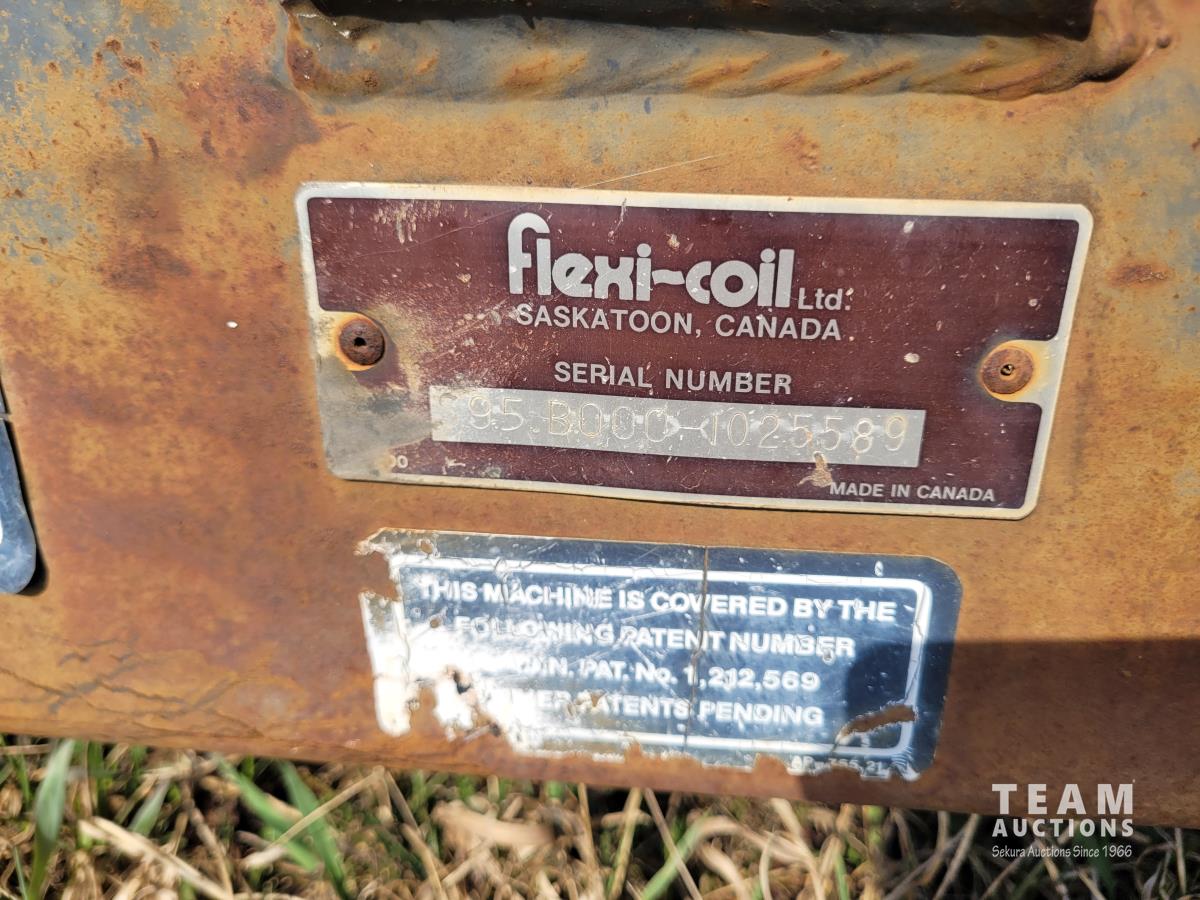 flexi-coil Ltd.
SASKATOON, CANADA
SERIAL NUMBER
95 B000-J025589
MADE IN CANADA
THIS MACHINE IS COVERED BY THE
FOLLOWING PATENT NUMBER
PAT. No. 1,212,569
PATENTS PENDING
TEAM
AUCTIONS
Sekura Auctions Since 1966